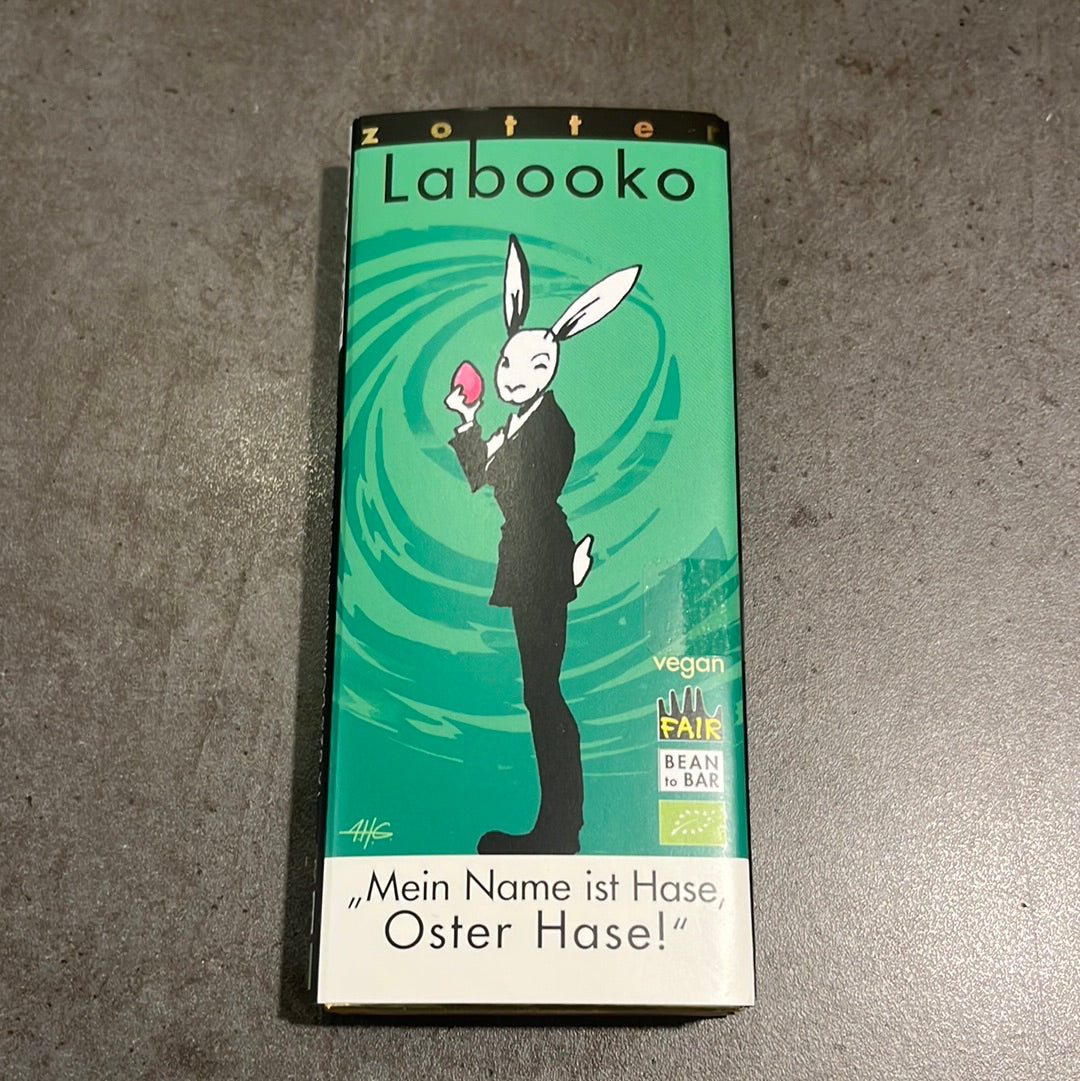 zotter
Labooko
vegan
FAIR
BEAN
to BAR
A.H.G.
„Mein Name ist Hase,
Oster Hase!“